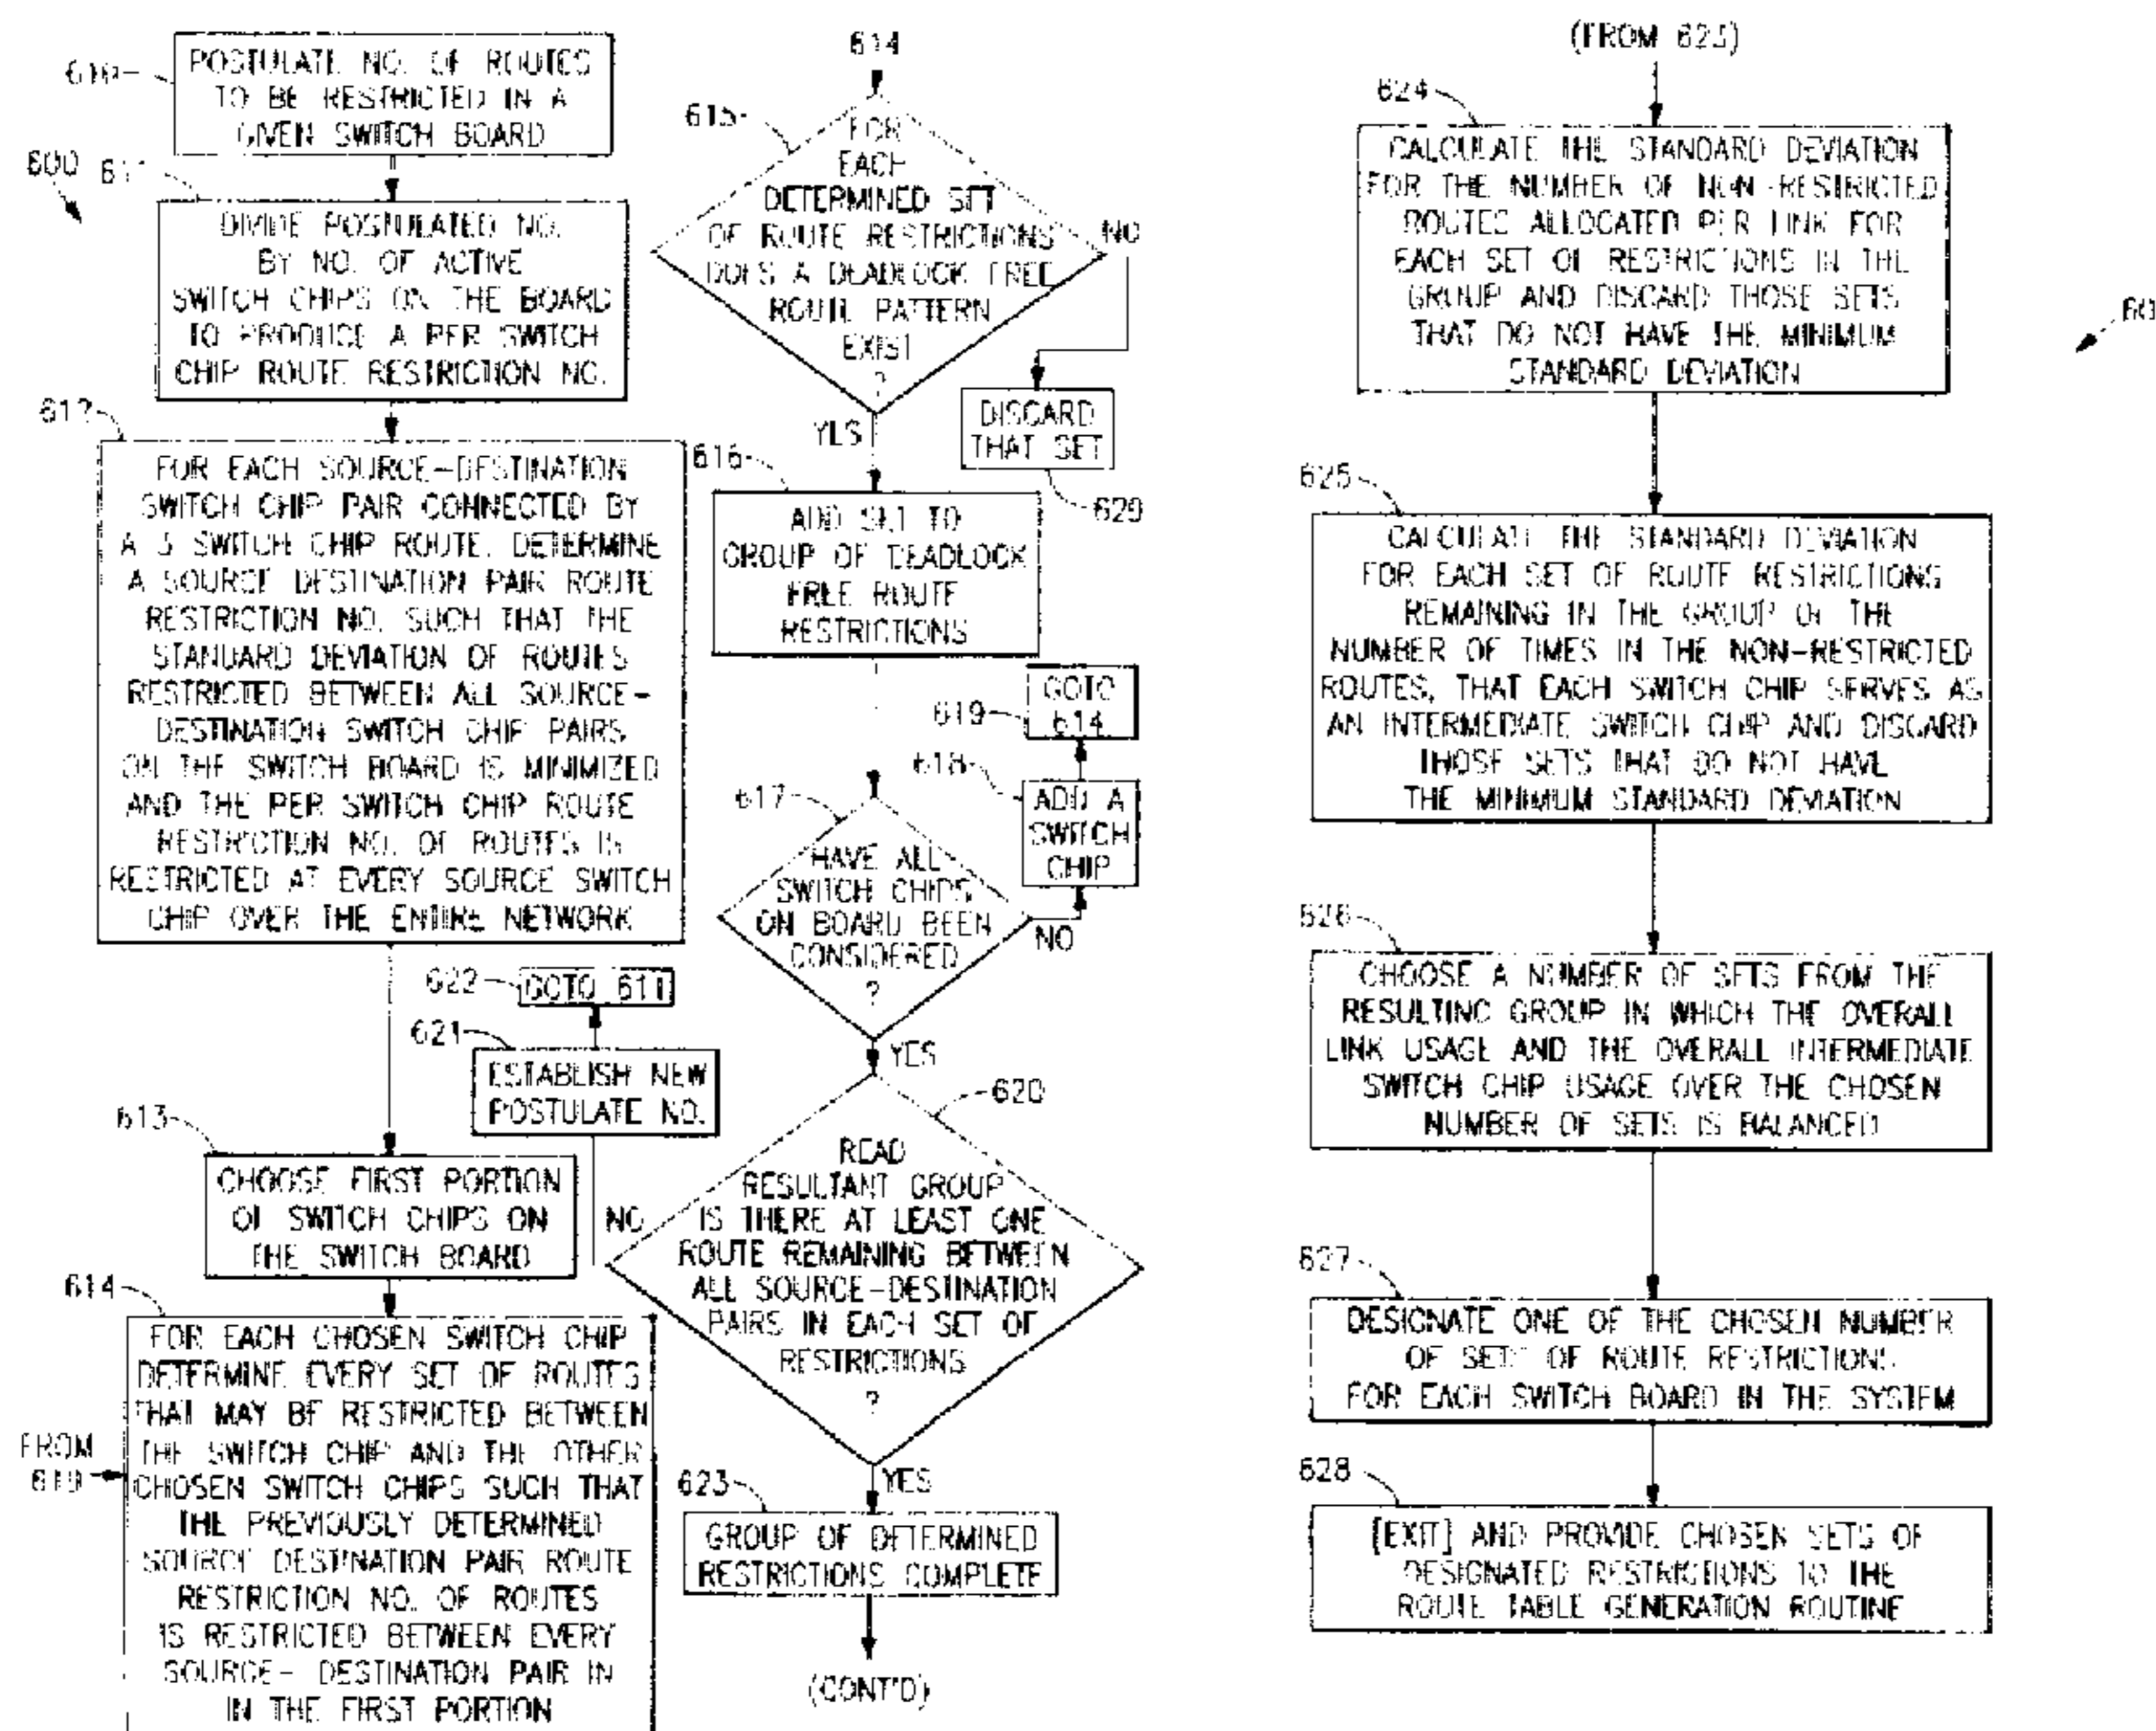 610
POSTULATE NO. OF ROUTES
TO BE RESTRICTED IN A
GIVEN SWITCH BOARD
600
611
DIVIDE POSTULATED NO.
BY NO. OF ACTIVE
SWITCH CHIPS ON THE BOARD
TO PRODUCE A PER SWITCH
CHIP ROUTE RESTRICTION NO.
612
FOR EACH SOURCE-DESTINATION
SWITCH CHIP PAIR CONNECTED BY
A 3 SWITCH CHIP ROUTE. DETERMINE
A SOURCE DESTINATION PAIR ROUTE
RESTRICTION NO. SUCH THAT THE
STANDARD DEVIATION OF ROUTES
RESTRICTED BETWEEN ALL SOURCE-
DESTINATION SWITCH CHIP PAIRS
ON THE SWITCH BOARD IS MINIMIZED
AND THE PER SWITCH CHIP ROUTE
RESTRICTION NO. OF ROUTES IS
RESTRICTED AT EVERY SOURCE SWITCH
CHIP OVER THE ENTIRE NETWORK
613
CHOOSE FIRST PORTION
OF SWITCH CHIPS ON
THE SWITCH BOARD
614
FOR EACH CHOSEN SWITCH CHIP
DETERMINE EVERY SET OF ROUTES
THAT MAY BE RESTRICTED BETWEEN
THE SWITCH CHIP AND THE OTHER
CHOSEN SWITCH CHIPS SUCH THAT
THE PREVIOUSLY DETERMINED
SOURCE DESTINATION PAIR ROUTE
RESTRICTION NO. OF ROUTES
IS RESTRICTED BETWEEN EVERY
SOURCE- DESTINATION PAIR IN
IN THE FIRST PORTION
FROM
619
614
615
FOR
EACH
DETERMINED SET
OF ROUTE RESTRICTIONS
DOES A DEADLOCK FREE
ROUTE PATTERN
EXIST
?
NO
DISCARD
THAT SET
629
YES
616
ADD SET TO
GROUP OF DEADLOCK
FREE ROUTE
RESTRICTIONS
GOTO
614
619
618
ADD A
SWITCH
CHIP
617
HAVE ALL
SWITCH CHIPS
ON BOARD BEEN
CONSIDERED
?
NO
YES
622
GOTO 611
621
ESTABLISH NEW
POSTULATE NO.
NO
620
READ
RESULTANT GROUP
IS THERE AT LEAST ONE
ROUTE REMAINING BETWEEN
ALL SOURCE-DESTINATION
PAIRS IN EACH SET OF
RESTRICTIONS
?
YES
623
GROUP OF DETERMINED
RESTRICTIONS COMPLETE
(CONT'D)
(FROM 623)
624
CALCULATE THE STANDARD DEVIATION
FOR THE NUMBER OF NON-RESTRICTED
ROUTES ALLOCATED PER LINK FOR
EACH SET OF RESTRICTIONS IN THE
GROUP AND DISCARD THOSE SETS
THAT DO NOT HAVE THE MINIMUM
STANDARD DEVIATION
60
625
CALCULATE THE STANDARD DEVIATION
FOR EACH SET OF ROUTE RESTRICTIONS
REMAINING IN THE GROUP OF THE
NUMBER OF TIMES IN THE NON-RESTRICTED
ROUTES, THAT EACH SWITCH CHIP SERVES AS
AN INTERMEDIATE SWITCH CHIP AND DISCARD
THOSE SETS THAT DO NOT HAVE
THE MINIMUM STANDARD DEVIATION
626
CHOOSE A NUMBER OF SETS FROM THE
RESULTING GROUP IN WHICH THE OVERALL
LINK USAGE AND THE OVERALL INTERMEDIATE
SWITCH CHIP USAGE OVER THE CHOSEN
NUMBER OF SETS IS BALANCED
627
DESIGNATE ONE OF THE CHOSEN NUMBER
OF SETS OF ROUTE RESTRICTIONS
FOR EACH SWITCH BOARD IN THE SYSTEM
628
[EXIT] AND PROVIDE CHOSEN SETS OF
DESIGNATED RESTRICTIONS TO THE
ROUTE TABLE GENERATION ROUTINE